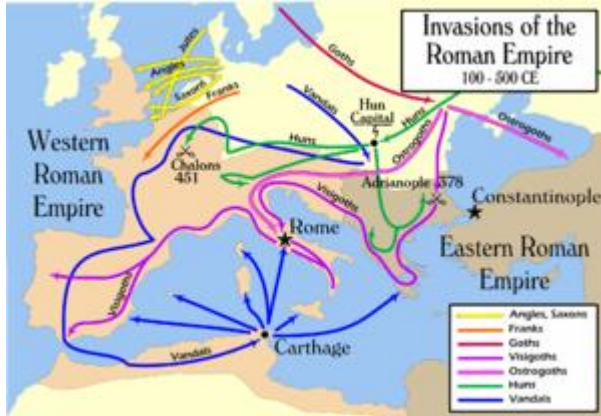 Invasions of the
Roman Empire
100 - 500 CE
Jutes
Angles
Saxons
Franks
Goths
Vandals
Hun
Capital
Huns
Huns
Ostrogoths
Ostrogoths
Western
Roman
Empire
Chalons
451
Adrianople 378
Visigoths
Constantinople
Rome
Eastern Roman
Empire
Visigoths
Vandals
Carthage
Angles, Saxons
Franks
Goths
Visigoths
Ostrogoths
Huns
Vandals